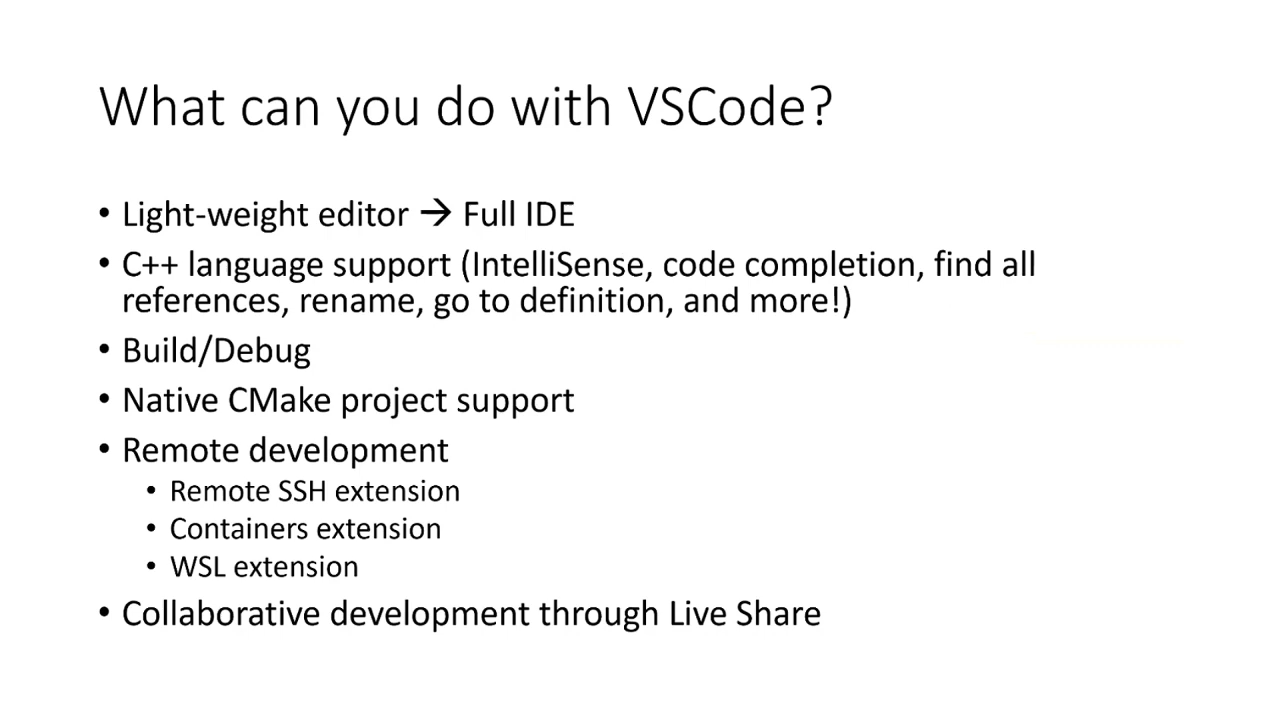 What can you do with VSCode?
• Light-weight editor → Full IDE
• C++ language support (IntelliSense, code completion, find all
references, rename, go to definition, and more!)
• Build/Debug
• Native CMake project support
• Remote development
• Remote SSH extension
• Containers extension
• WSL extension
• Collaborative development through Live Share